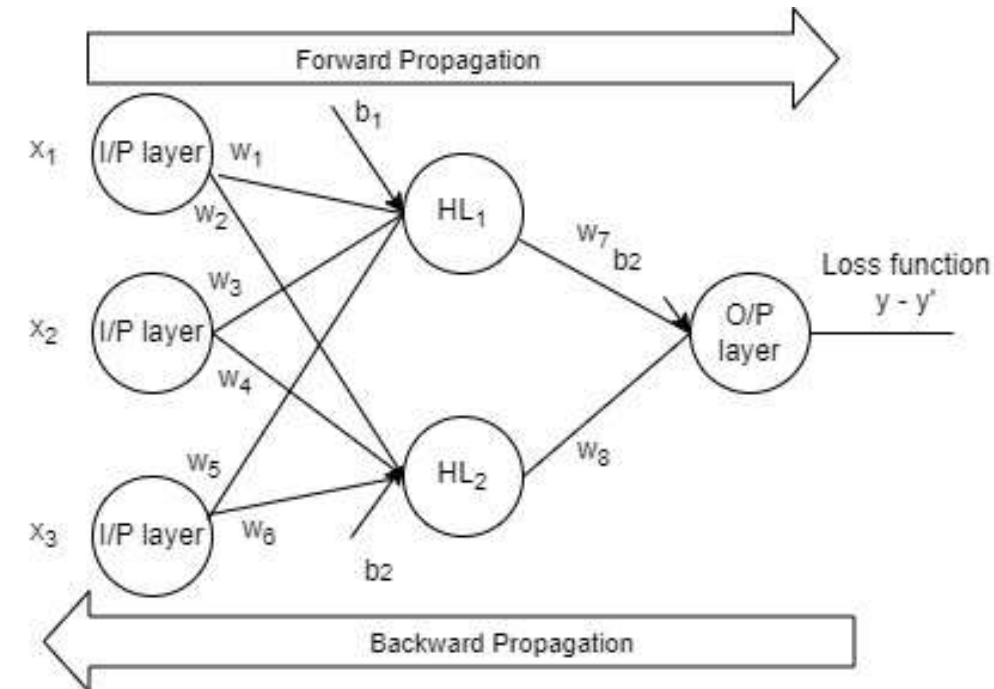 Forward Propagation
b1
x1
I/P layer
w1
HL1
w2
w7
b2
Loss function
y - y'
w3
x2
I/P layer
O/P
layer
w4
w5
HL2
w8
x3
I/P layer
w6
b2
Backward Propagation